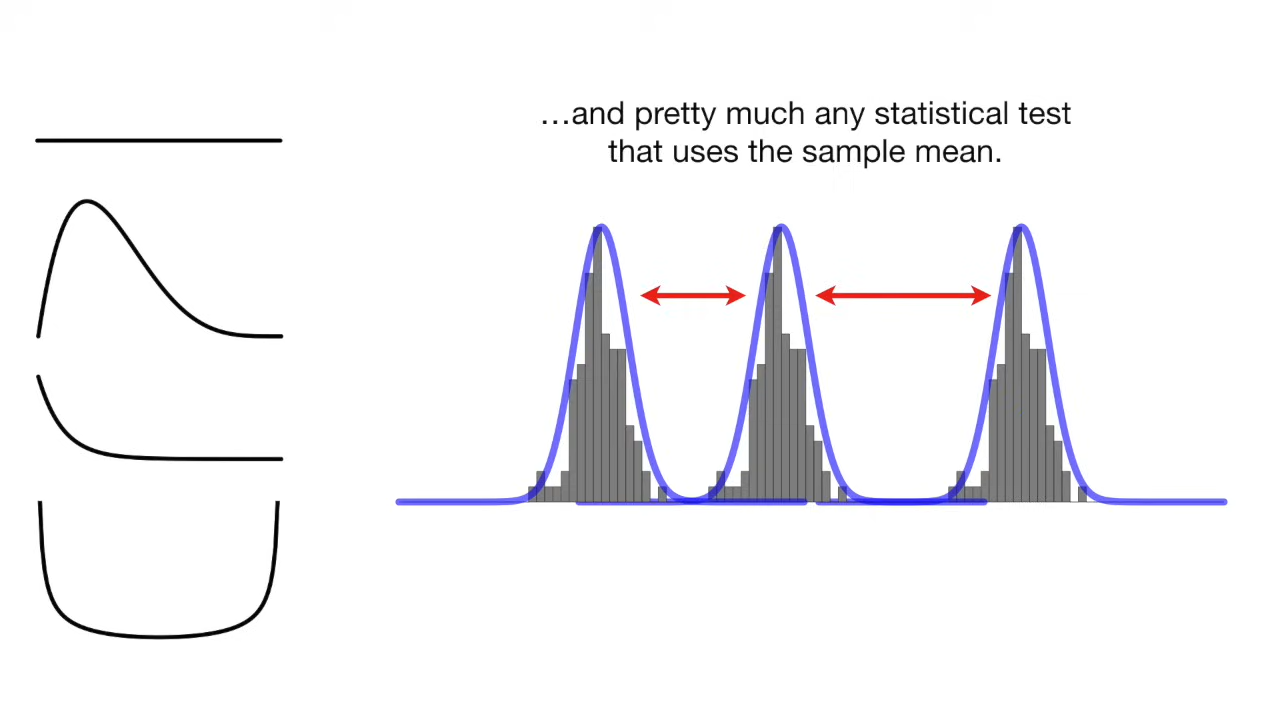 …and pretty much any statistical test
that uses the sample mean.